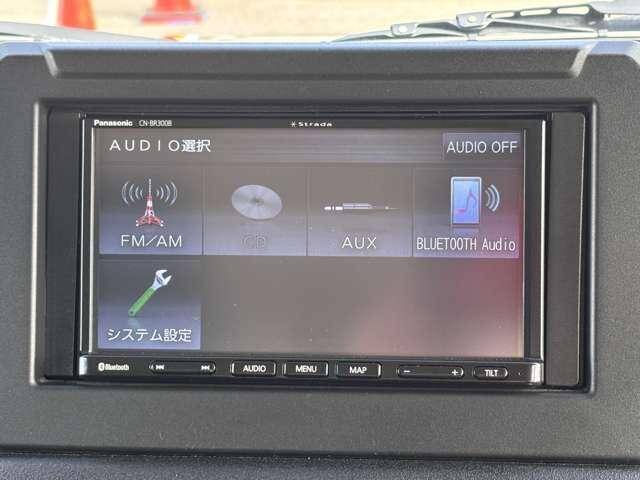 Panasonic CN-BR300B Strada
AUDIO選択 AUDIO OFF
FM/AM CD AUX BLUETOOTH Audio
システム設定
Bluetooth AUDIO MENU MAP − + TILT